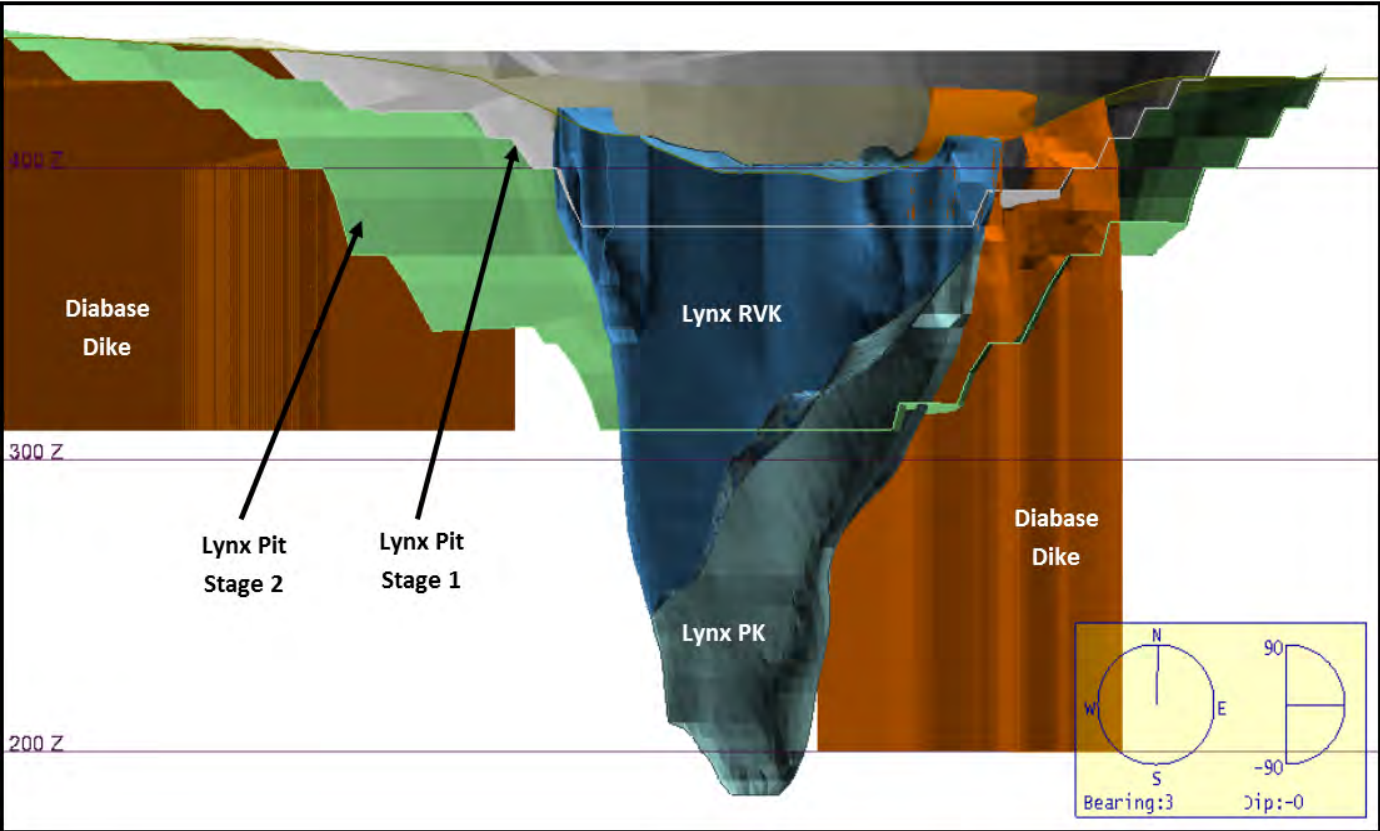 400 Z
Diabase
Dike
Lynx RVK
300 Z
Lynx Pit
Stage 2
Lynx Pit
Stage 1
Diabase
Dike
Lynx PK
200 Z
N
W
E
S
90
-90
Bearing:3
Dip:-0